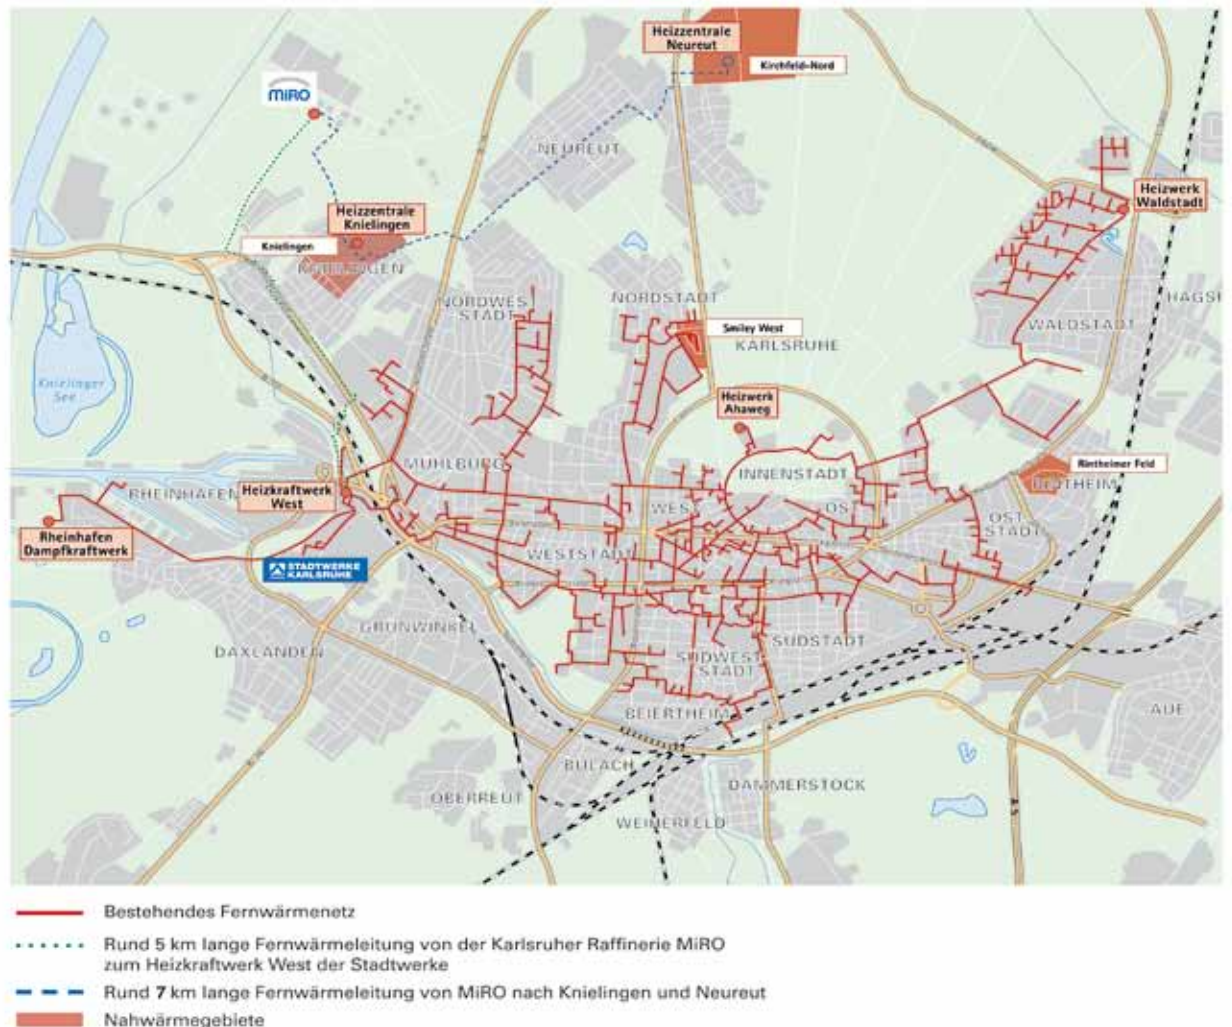 Heizzentrale
Neureut
Kirchfeld-Nord
MiRO
NEUREUT
Heizwerk
Waldstadt
Heizzentrale
Knielingen
Knielingen
KNIELINGEN
NORDWEST
STADT
NORDSTADT
Smiley West
KARLSRUHE
WALDSTADT
HAGSF
Knielinger
See
Heizwerk
Ahaweg
MÜHLBURG
INNENSTADT
WEST
OST
Rintheimer Feld
RINTHEIM
RHEINHAFEN
Heizkraftwerk
West
OST
STADT
Rheinhafen
Dampfkraftwerk
WESTSTADT
STADTWERKE
KARLSRUHE
GRÜNWINKEL
DAXLANDEN
SÜDSTADT
SÜDWEST
STADT
BEIERTHEIM
AUE
BULACH
DAMMERSTOCK
OBERREUT
WEIHERFELD
A 5
Bestehendes Fernwärmenetz
Rund 5 km lange Fernwärmeleitung von der Karlsruher Raffinerie MiRO
zum Heizkraftwerk West der Stadtwerke
Rund 7 km lange Fernwärmeleitung von MiRO nach Knielingen und Neureut
Nahwärmegebiete